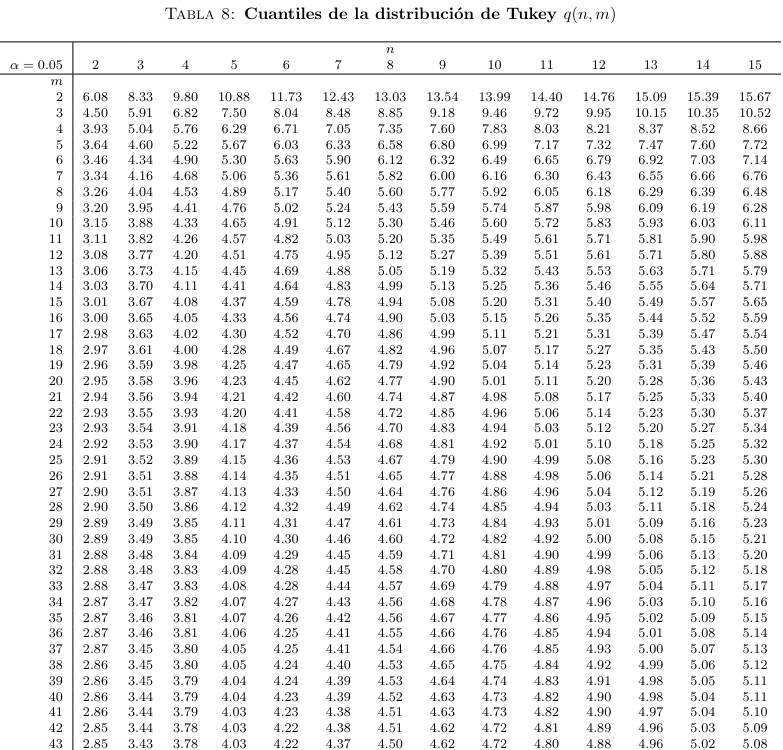 TABLA 8: Cuantiles de la distribución de Tukey q(n, m)
n
α = 0.05 2 3 4 5 6 7 8 9 10 11 12 13 14 15
m
2 6.08 8.33 9.80 10.88 11.73 12.43 13.03 13.54 13.99 14.40 14.76 15.09 15.39 15.67
3 4.50 5.91 6.82 7.50 8.04 8.48 8.85 9.18 9.46 9.72 9.95 10.15 10.35 10.52
4 3.93 5.04 5.76 6.29 6.71 7.05 7.35 7.60 7.83 8.03 8.21 8.37 8.52 8.66
5 3.64 4.60 5.22 5.67 6.03 6.33 6.58 6.80 6.99 7.17 7.32 7.47 7.60 7.72
6 3.46 4.34 4.90 5.30 5.63 5.90 6.12 6.32 6.49 6.65 6.79 6.92 7.03 7.14
7 3.34 4.16 4.68 5.06 5.36 5.61 5.82 6.00 6.16 6.30 6.43 6.55 6.66 6.76
8 3.26 4.04 4.53 4.89 5.17 5.40 5.60 5.77 5.92 6.05 6.18 6.29 6.39 6.48
9 3.20 3.95 4.41 4.76 5.02 5.24 5.43 5.59 5.74 5.87 5.98 6.09 6.19 6.28
10 3.15 3.88 4.33 4.65 4.91 5.12 5.30 5.46 5.60 5.72 5.83 5.93 6.03 6.11
11 3.11 3.82 4.26 4.57 4.82 5.03 5.20 5.35 5.49 5.61 5.71 5.81 5.90 5.98
12 3.08 3.77 4.20 4.51 4.75 4.95 5.12 5.27 5.39 5.51 5.61 5.71 5.80 5.88
13 3.06 3.73 4.15 4.45 4.69 4.88 5.05 5.19 5.32 5.43 5.53 5.63 5.71 5.79
14 3.03 3.70 4.11 4.41 4.64 4.83 4.99 5.13 5.25 5.36 5.46 5.55 5.64 5.71
15 3.01 3.67 4.08 4.37 4.59 4.78 4.94 5.08 5.20 5.31 5.40 5.49 5.57 5.65
16 3.00 3.65 4.05 4.33 4.56 4.74 4.90 5.03 5.15 5.26 5.35 5.44 5.52 5.59
17 2.98 3.63 4.02 4.30 4.52 4.70 4.86 4.99 5.11 5.21 5.31 5.39 5.47 5.54
18 2.97 3.61 4.00 4.28 4.49 4.67 4.82 4.96 5.07 5.17 5.27 5.35 5.43 5.50
19 2.96 3.59 3.98 4.25 4.47 4.65 4.79 4.92 5.04 5.14 5.23 5.31 5.39 5.46
20 2.95 3.58 3.96 4.23 4.45 4.62 4.77 4.90 5.01 5.11 5.20 5.28 5.36 5.43
21 2.94 3.56 3.94 4.21 4.42 4.60 4.74 4.87 4.98 5.08 5.17 5.25 5.33 5.40
22 2.93 3.55 3.93 4.20 4.41 4.58 4.72 4.85 4.96 5.06 5.14 5.23 5.30 5.37
23 2.93 3.54 3.91 4.18 4.39 4.56 4.70 4.83 4.94 5.03 5.12 5.20 5.27 5.34
24 2.92 3.53 3.90 4.17 4.37 4.54 4.68 4.81 4.92 5.01 5.10 5.18 5.25 5.32
25 2.91 3.52 3.89 4.15 4.36 4.53 4.67 4.79 4.90 4.99 5.08 5.16 5.23 5.30
26 2.91 3.51 3.88 4.14 4.35 4.51 4.65 4.77 4.88 4.98 5.06 5.14 5.21 5.28
27 2.90 3.51 3.87 4.13 4.33 4.50 4.64 4.76 4.86 4.96 5.04 5.12 5.19 5.26
28 2.90 3.50 3.86 4.12 4.32 4.49 4.62 4.74 4.85 4.94 5.03 5.11 5.18 5.24
29 2.89 3.49 3.85 4.11 4.31 4.47 4.61 4.73 4.84 4.93 5.01 5.09 5.16 5.23
30 2.89 3.49 3.85 4.10 4.30 4.46 4.60 4.72 4.82 4.92 5.00 5.08 5.15 5.21
31 2.88 3.48 3.84 4.09 4.29 4.45 4.59 4.71 4.81 4.90 4.99 5.06 5.13 5.20
32 2.88 3.48 3.83 4.09 4.28 4.45 4.58 4.70 4.80 4.89 4.98 5.05 5.12 5.18
33 2.88 3.47 3.83 4.08 4.28 4.44 4.57 4.69 4.79 4.88 4.97 5.04 5.11 5.17
34 2.87 3.47 3.82 4.07 4.27 4.43 4.56 4.68 4.78 4.87 4.96 5.03 5.10 5.16
35 2.87 3.46 3.81 4.07 4.26 4.42 4.56 4.67 4.77 4.86 4.95 5.02 5.09 5.15
36 2.87 3.46 3.81 4.06 4.25 4.41 4.55 4.66 4.76 4.85 4.94 5.01 5.08 5.14
37 2.87 3.45 3.80 4.05 4.25 4.41 4.54 4.66 4.76 4.85 4.93 5.00 5.07 5.13
38 2.86 3.45 3.80 4.05 4.24 4.40 4.53 4.65 4.75 4.84 4.92 4.99 5.06 5.12
39 2.86 3.45 3.79 4.04 4.24 4.39 4.53 4.64 4.74 4.83 4.91 4.98 5.05 5.11
40 2.86 3.44 3.79 4.04 4.23 4.39 4.52 4.63 4.73 4.82 4.90 4.98 5.04 5.11
41 2.86 3.44 3.79 4.03 4.23 4.38 4.51 4.63 4.73 4.82 4.90 4.97 5.04 5.10
42 2.85 3.44 3.78 4.03 4.22 4.38 4.51 4.62 4.72 4.81 4.89 4.96 5.03 5.09
43 2.85 3.43 3.78 4.03 4.22 4.37 4.50 4.62 4.72 4.80 4.88 4.96 5.02 5.08